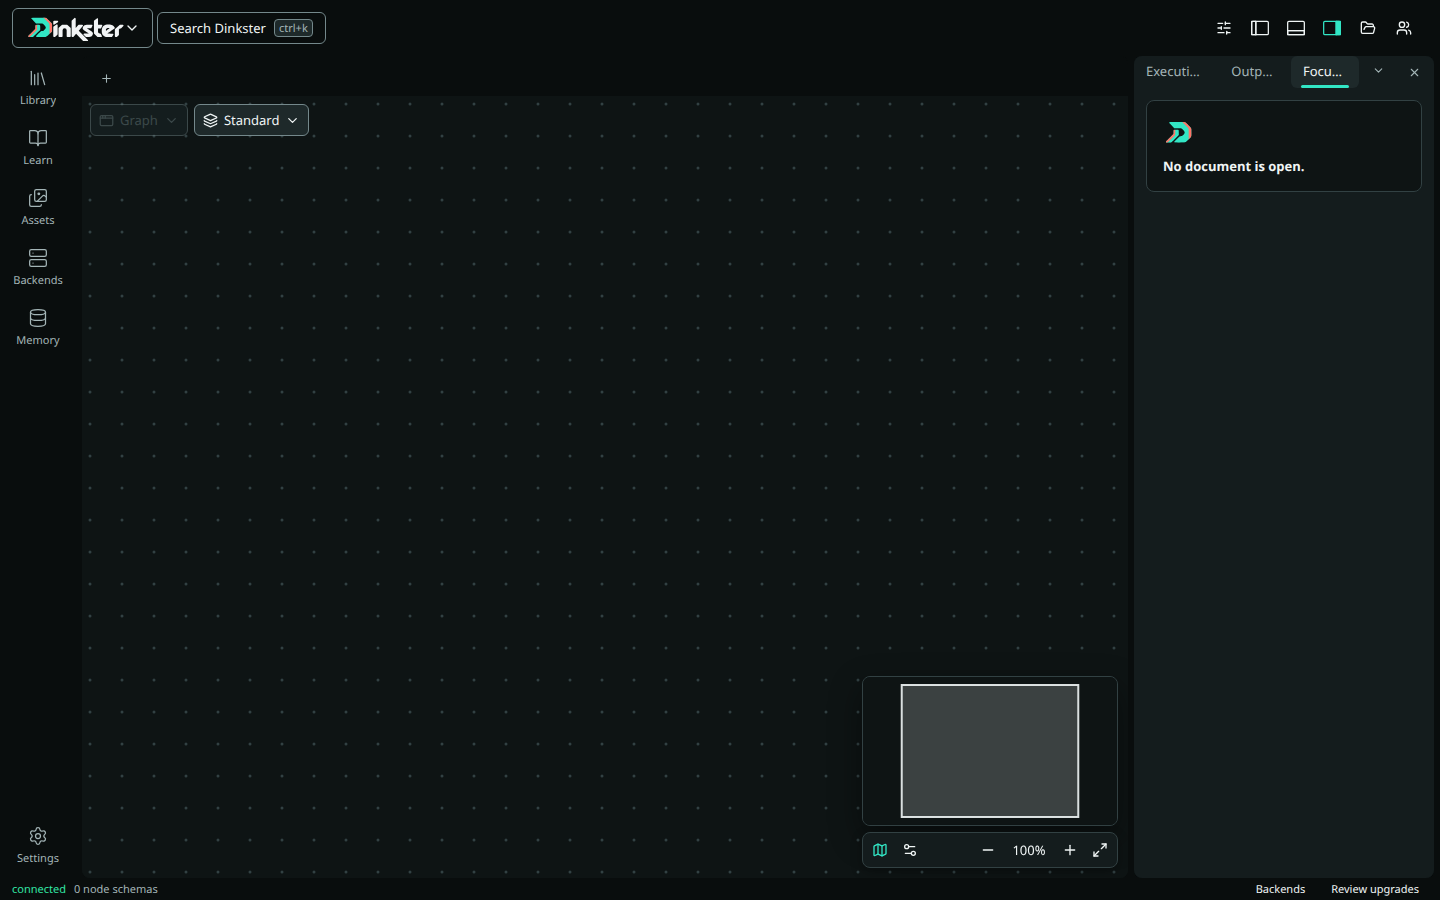 Dinkster
Search Dinkster ctrl+k
Library
Learn
Assets
Backends
Memory
Settings
Graph
Standard
Executi...
Outp...
Focu...
No document is open.
100%
connected 0 node schemas
Backends
Review upgrades